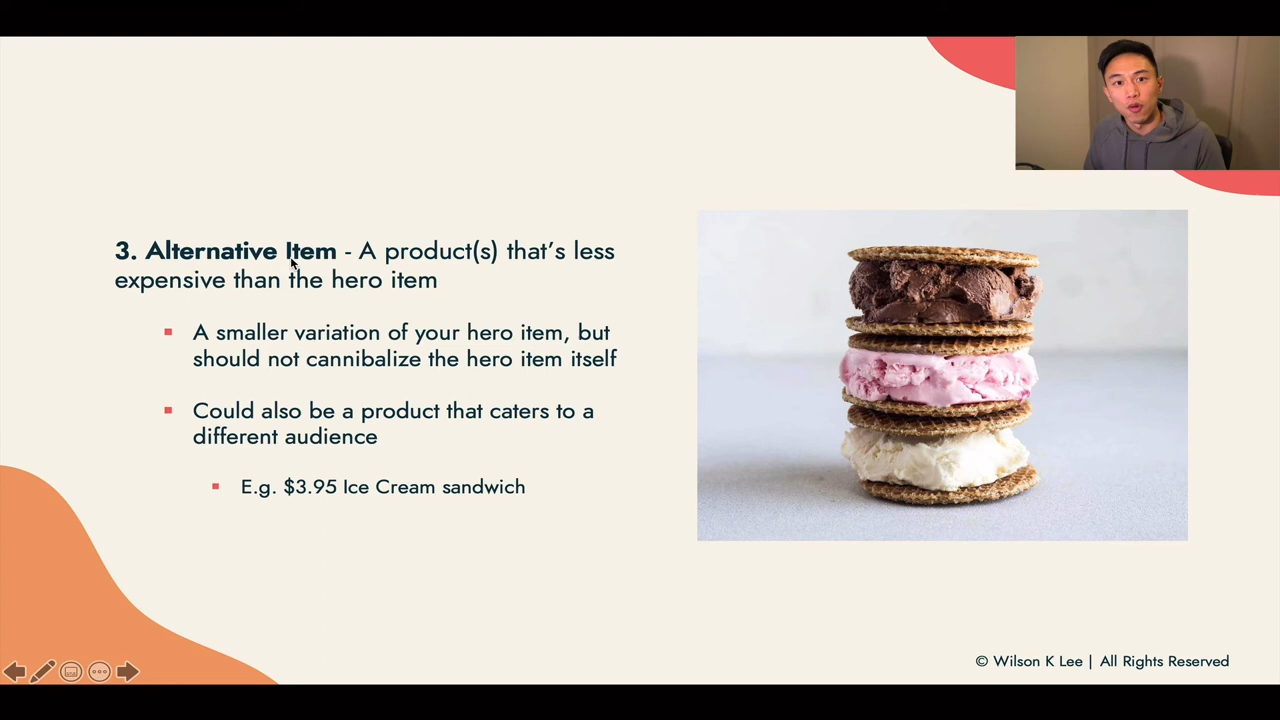 3. Alternative Item - A product(s) that’s less
expensive than the hero item
A smaller variation of your hero item, but
should not cannibalize the hero item itself
Could also be a product that caters to a
different audience
E.g. $3.95 Ice Cream sandwich
© Wilson K Lee | All Rights Reserved